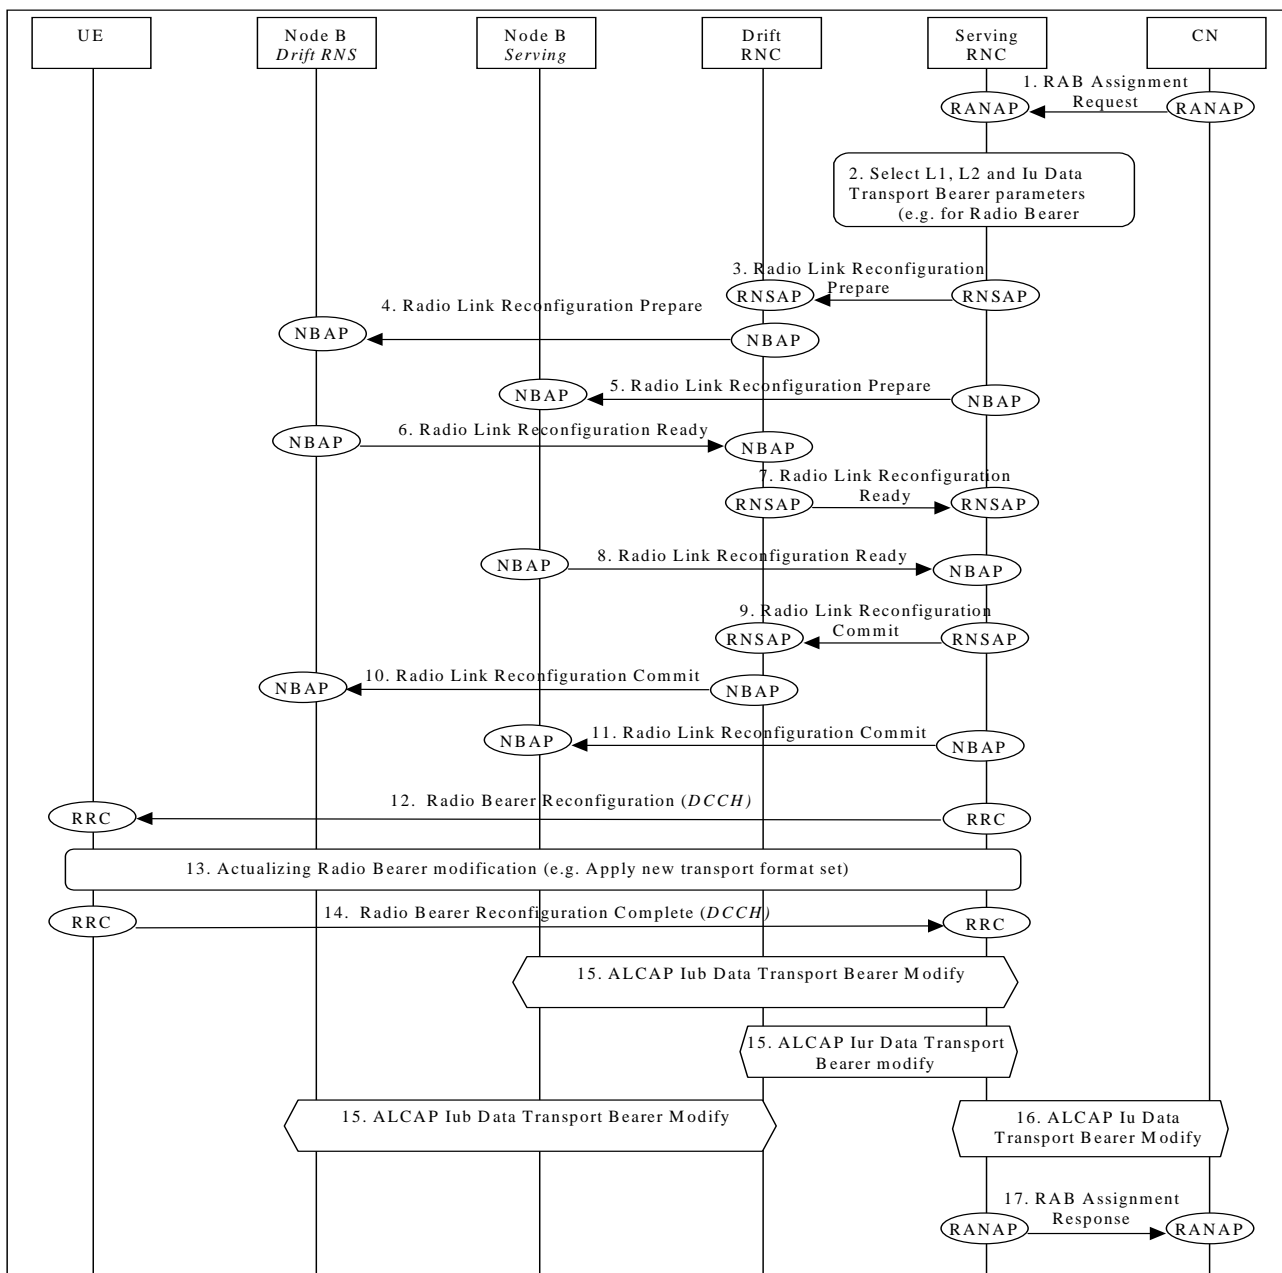 UE
Node B
Drift RNS
Node B
Serving
Drift
RNC
Serving
RNC
CN
1. RAB Assignment
Request
RANAP
RANAP
2. Select L1, L2 and Iu Data
Transport Bearer parameters
(e.g. for Radio Bearer
3. Radio Link Reconfiguration
Prepare
RNSAP
RNSAP
4. Radio Link Reconfiguration Prepare
NBAP
NBAP
5. Radio Link Reconfiguration Prepare
NBAP
NBAP
6. Radio Link Reconfiguration Ready
NBAP
NBAP
7. Radio Link Reconfiguration
Ready
RNSAP
RNSAP
8. Radio Link Reconfiguration Ready
NBAP
NBAP
9. Radio Link Reconfiguration
Commit
RNSAP
RNSAP
10. Radio Link Reconfiguration Commit
NBAP
NBAP
11. Radio Link Reconfiguration Commit
NBAP
NBAP
12. Radio Bearer Reconfiguration (DCCH)
RRC
RRC
13. Actualizing Radio Bearer modification (e.g. Apply new transport format set)
14. Radio Bearer Reconfiguration Complete (DCCH)
RRC
RRC
15. ALCAP Iub Data Transport Bearer Modify
15. ALCAP Iur Data Transport
Bearer modify
15. ALCAP Iub Data Transport Bearer Modify
16. ALCAP Iu Data
Transport Bearer Modify
17. RAB Assignment
Response
RANAP
RANAP